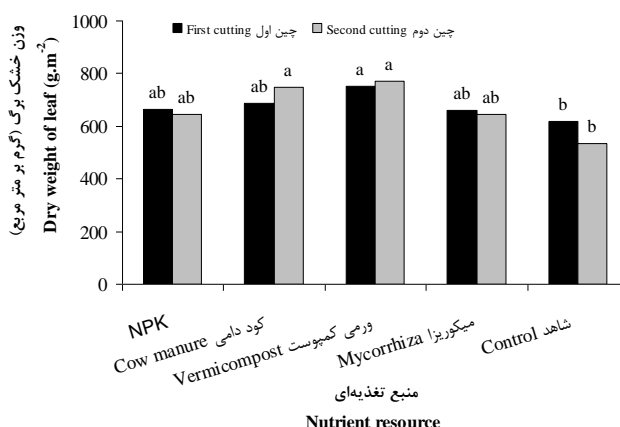 1000
800
600
400
200
0
وزن خشک برگ (گرم بر متر مربع)
Dry weight of leaf (g.m-2)
First cutting چین اول Second cutting چین دوم
ab ab ab a a a ab ab b b
NPK
Cow manure کود دامی
Vermicompost ورمی کمپوست
Mycorrhiza میکوریزا
Control شاهد
منبع تغذیه‌ای
Nutrient resource